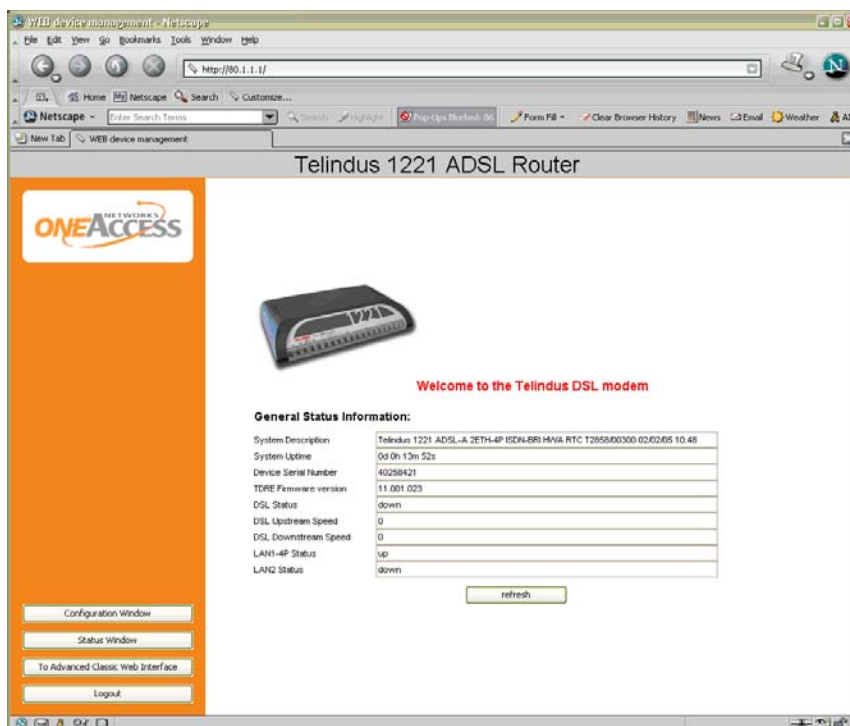 WEB device management - Netscape
File Edit View Go Bookmarks Tools Window Help
http://80.1.1.1/
N
Home My Netscape Search Customize...
Netscape - Enter Search Terms Search Highlight Pop-Ups Blocked: 86 Form Fill - Clear Browser History News Email Weather
New Tab WEB device management
Telindus 1221 ADSL Router
NETWORKS
ONEACCESS
1221
Welcome to the Telindus DSL modem
General Status Information:
System Description Telindus 1221 ADSL-A 2ETH-4P ISDN-BRI HWA RTC T2858/00300 02/02/05 10:48
System Uptime 0d 0h 13m 52s
Device Serial Number 40258421
TDRE Firmware version 11.001.023
DSL Status down
DSL Upstream Speed 0
DSL Downstream Speed 0
LAN1-4P Status up
LAN2 Status down
refresh
Configuration Window
Status Window
To Advanced Classic Web Interface
Logout